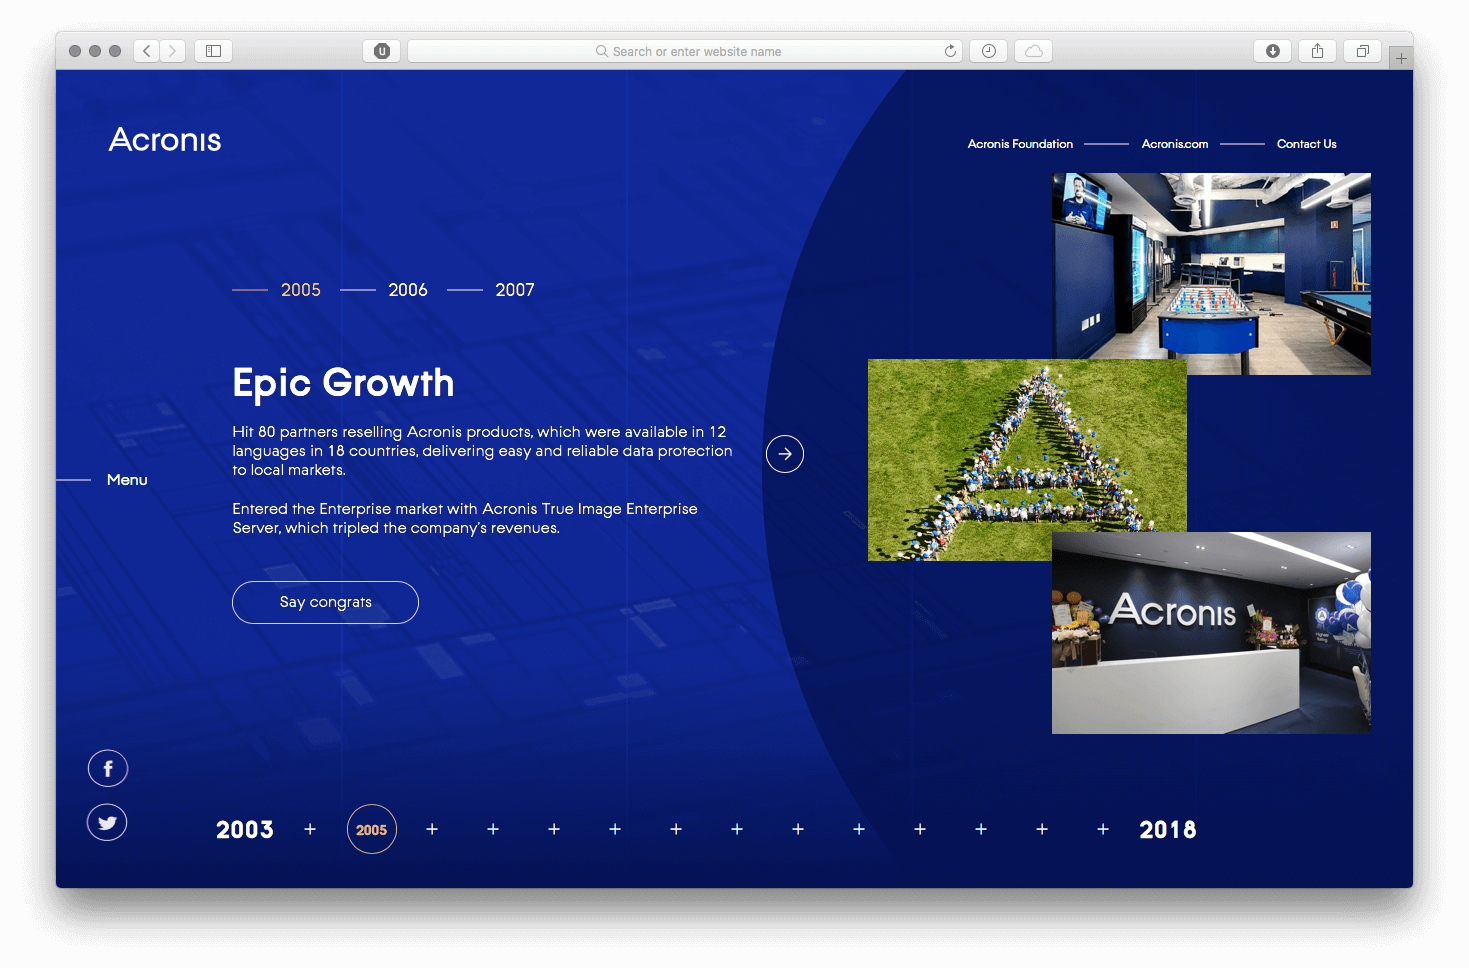 Search or enter website name
Acronis
Acronis Foundation
Acronis.com
Contact Us
2005
2006
2007
Epic Growth
Hit 80 partners reselling Acronis products, which were available in 12
languages in 18 countries, delivering easy and reliable data protection
to local markets.
Menu
Entered the Enterprise market with Acronis True Image Enterprise
Server, which tripled the company's revenues.
Say congrats
Acronis
2003
2005
2018